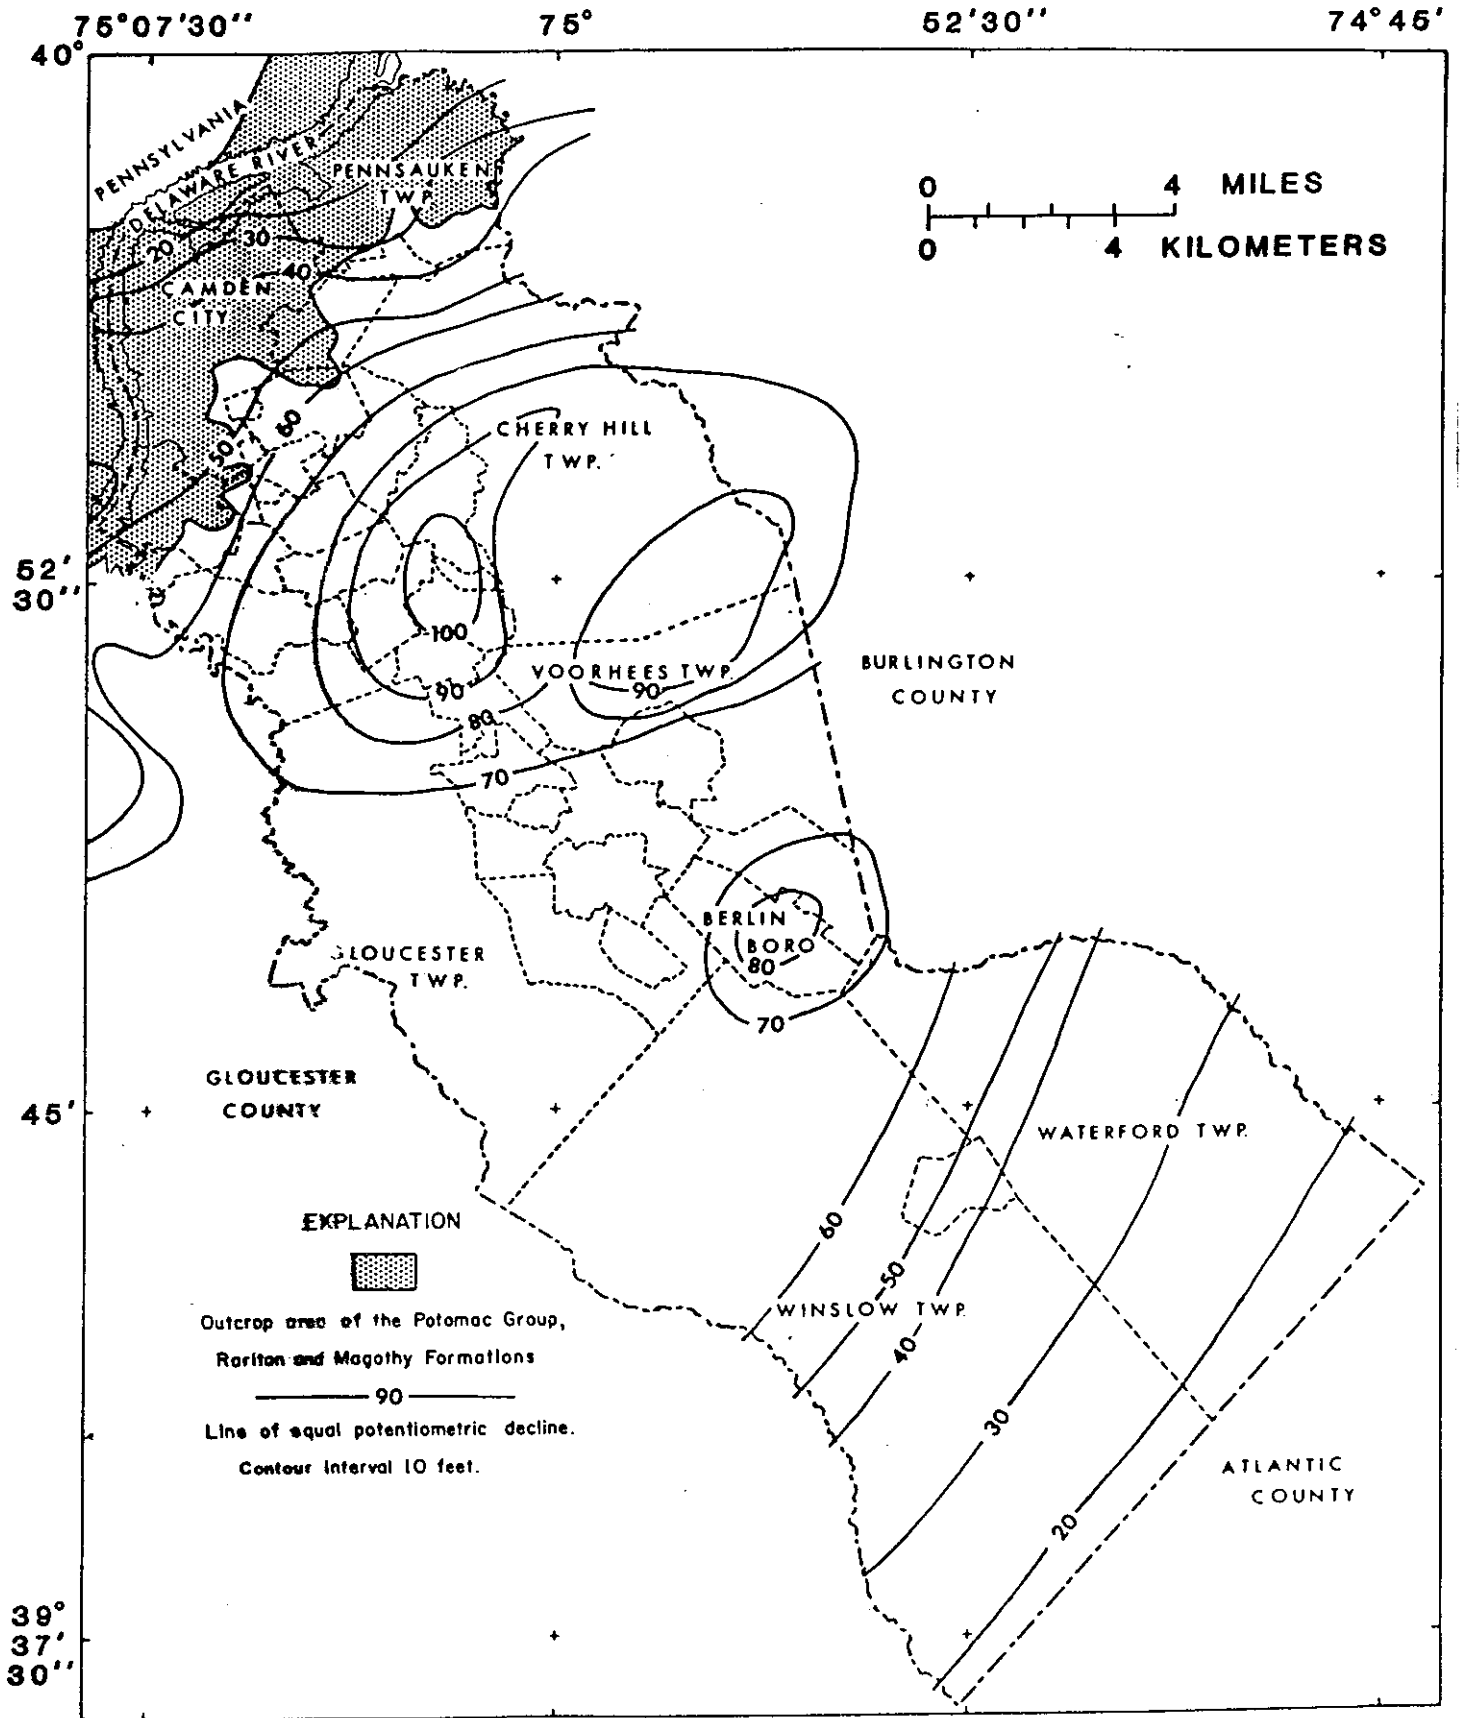 75°07'30"
75°
52'30"
74°45'
40°
PENNSYLVANIA
DELAWARE RIVER
PENNSAUKEN
TWP.
0 4 MILES
0 4 KILOMETERS
20
30
40
CAMDEN
CITY
60
50
CHERRY HILL
TWP.
52'
30"
100
VOORHEES TWP.
90
90
80
70
BURLINGTON
COUNTY
BERLIN
BORO
80
70
GLOUCESTER
TWP.
GLOUCESTER
COUNTY
45'
WATERFORD TWP.
60
50
WINSLOW TWP.
40
30
20
ATLANTIC
COUNTY
EXPLANATION
Outcrop area of the Potomac Group,
Raritan and Magothy Formations
90
Line of equal potentiometric decline.
Contour interval 10 feet.
39°
37'
30"